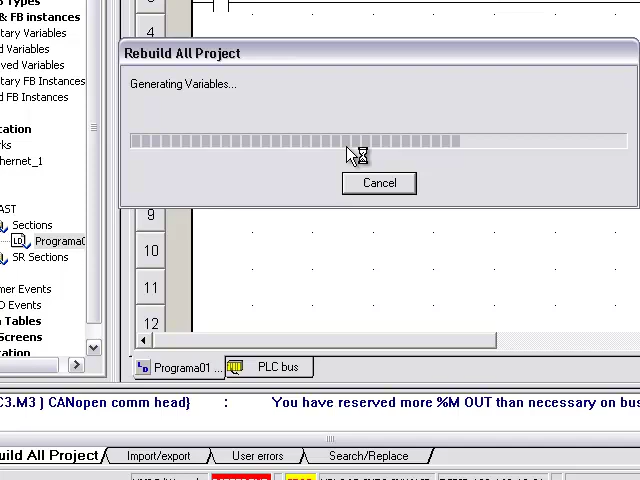 & FB instances
tary Variables
d Variables
ved Variables
tary FB Instances
d FB Instances
tation
rks
hernet_1
AST
Sections
LD Programa0
SR Sections
mer Events
O Events
n Tables
Screens
tation
4
Rebuild All Project
Generating Variables...
Cancel
9
10
11
12
Programa01 ...
PLC bus
C3.M3 ) CANopen comm head} : You have reserved more %M OUT than necessary on bus
uild All Project
Import/export
User errors
Search/Replace